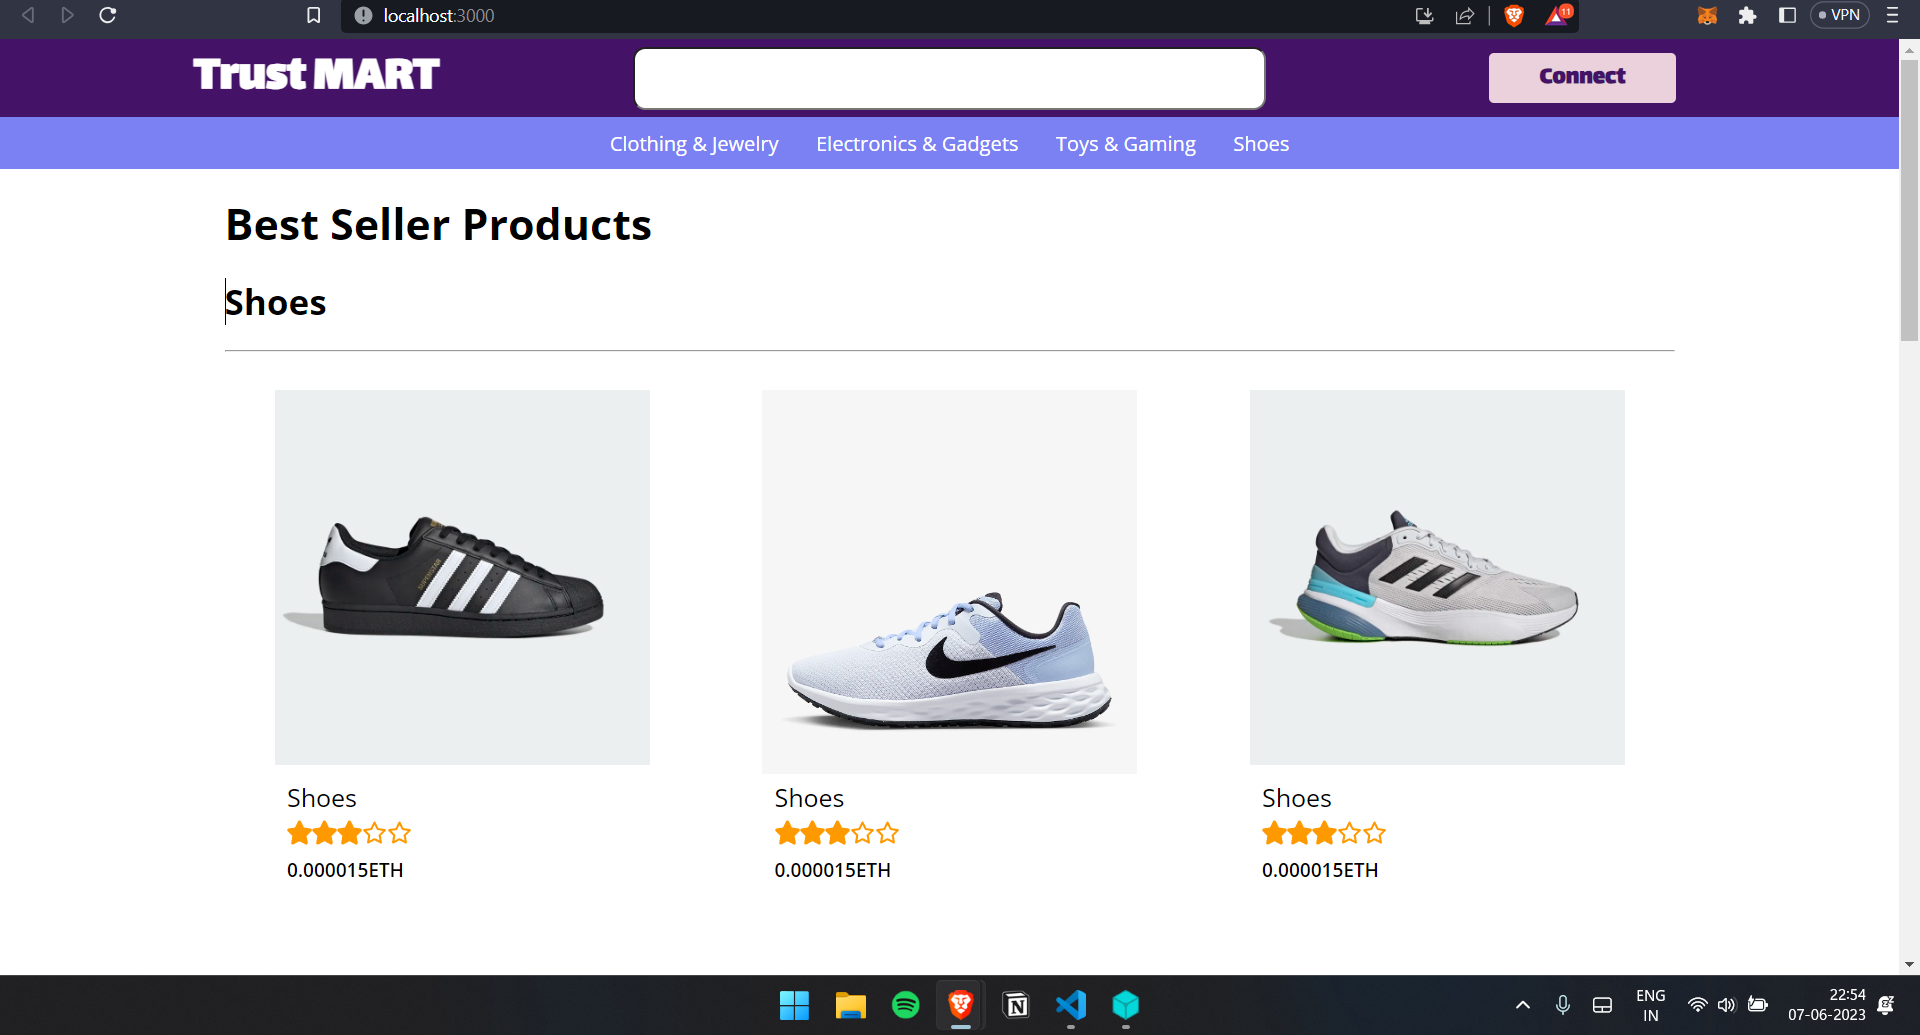 localhost:3000
11
VPN
Trust MART
Connect
Clothing & Jewelry
Electronics & Gadgets
Toys & Gaming
Shoes
Best Seller Products
Shoes
Shoes
Shoes
Shoes
0.000015ETH
0.000015ETH
0.000015ETH
ENG
IN
22:54
07-06-2023